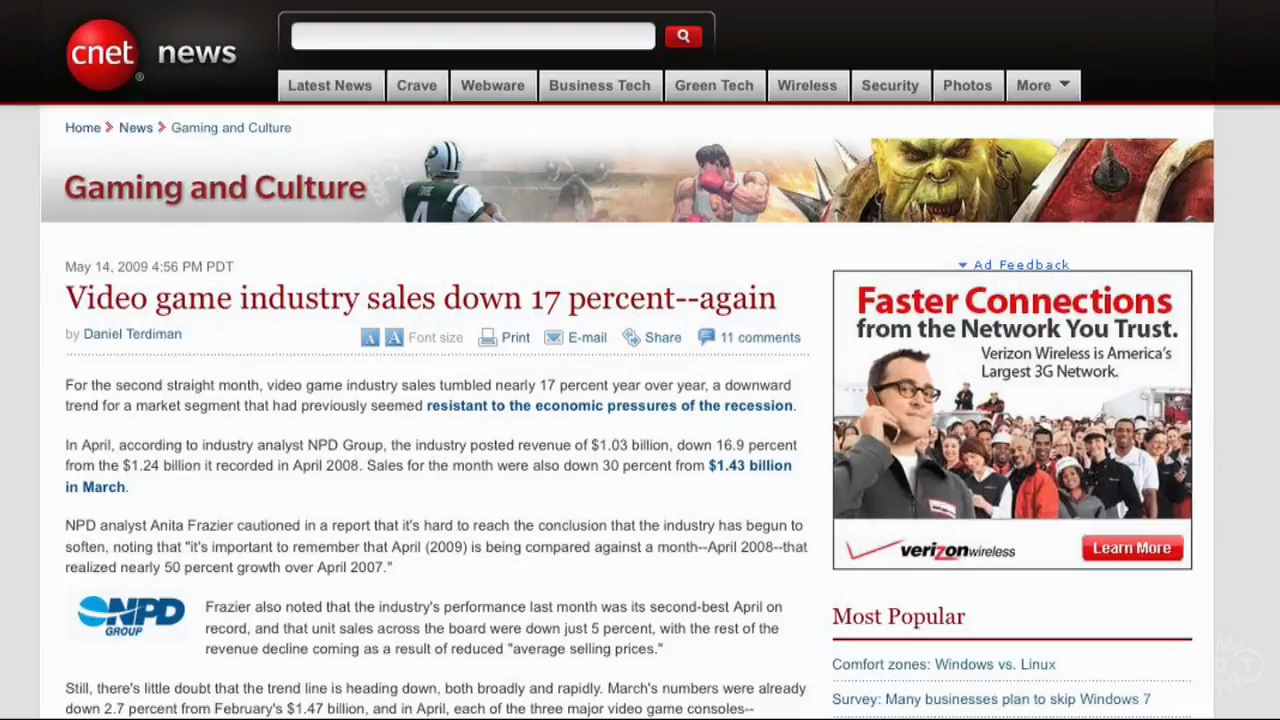 cnet news
Latest News
Crave
Webware
Business Tech
Green Tech
Wireless
Security
Photos
More
Home
News
Gaming and Culture
Gaming and Culture
4
May 14, 2009 4:56 PM PDT
Video game industry sales down 17 percent--again
by Daniel Terdiman
A A Font size
Print
E-mail
Share
11 comments
For the second straight month, video game industry sales tumbled nearly 17 percent year over year, a downward
trend for a market segment that had previously seemed resistant to the economic pressures of the recession.
In April, according to industry analyst NPD Group, the industry posted revenue of $1.03 billion, down 16.9 percent
from the $1.24 billion it recorded in April 2008. Sales for the month were also down 30 percent from $1.43 billion
in March.
NPD analyst Anita Frazier cautioned in a report that it's hard to reach the conclusion that the industry has begun to
soften, noting that "it's important to remember that April (2009) is being compared against a month--April 2008--that
realized nearly 50 percent growth over April 2007."
NPD
GROUP
Frazier also noted that the industry's performance last month was its second-best April on
record, and that unit sales across the board were down just 5 percent, with the rest of the
revenue decline coming as a result of reduced "average selling prices."
Still, there's little doubt that the trend line is heading down, both broadly and rapidly. March's numbers were already
down 2.7 percent from February's $1.47 billion, and in April, each of the three major video game consoles--
Ad Feedback
Faster Connections
from the Network You Trust.
Verizon Wireless is America's
Largest 3G Network.
verizonwireless
Learn More
Most Popular
Comfort zones: Windows vs. Linux
Survey: Many businesses plan to skip Windows 7